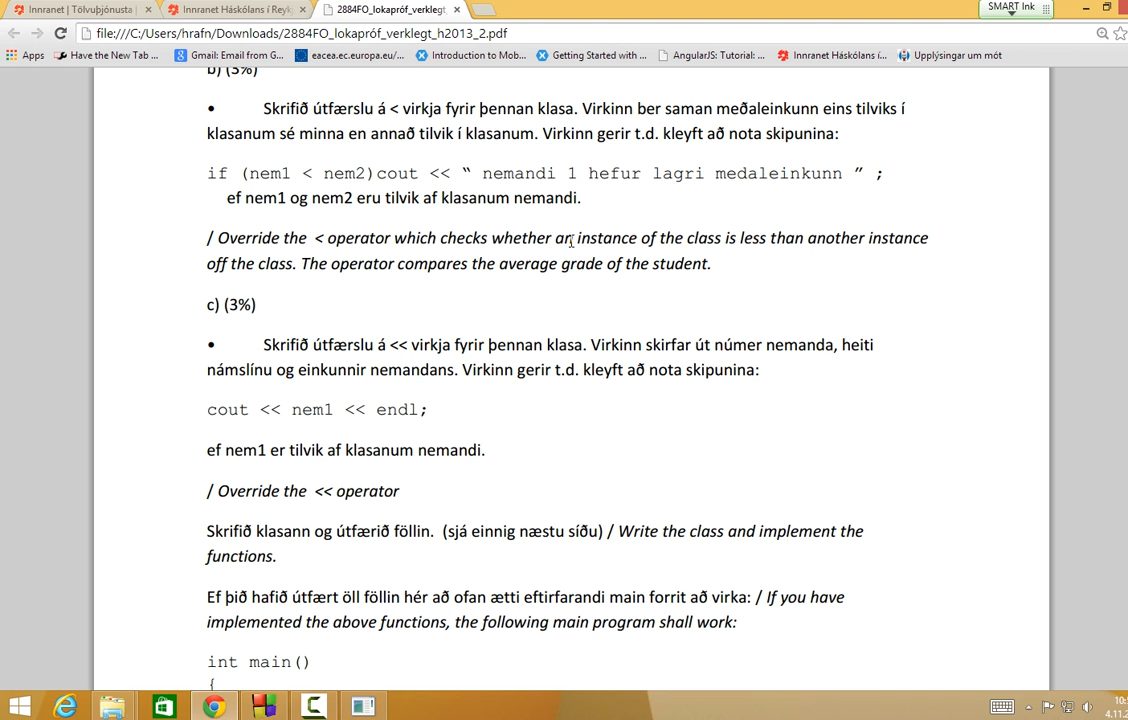 Innranet | Tölvuþjónusta
Innranet Háskólans í Reyk
2884FO_lokapróf_verklegt
SMART Ink
file:///C:/Users/hrafn/Downloads/2884FO_lokapróf_verklegt_h2013_2.pdf
Apps
Have the New Tab ...
Gmail: Email from G...
eacea.ec.europa.eu/...
Introduction to Mob...
Getting Started with ...
AngularJS: Tutorial: ...
Innranet Háskólans í...
Upplýsingar um mót
b) (3%)
• Skrifið útfærslu á < virkja fyrir þennan klasa. Virkinn ber saman meðaleinkunn eins tilviks í
klasanum sé minna en annað tilvik í klasanum. Virkinn gerir t.d. kleyft að nota skipunina:
if (nem1 < nem2)cout << “ nemandi 1 hefur lagri medaleinkunn ” ;
ef nem1 og nem2 eru tilvik af klasanum nemandi.
/ Override the < operator which checks whether an instance of the class is less than another instance
off the class. The operator compares the average grade of the student.
c) (3%)
• Skrifið útfærslu á << virkja fyrir þennan klasa. Virkinn skirfar út númer nemanda, heiti
námslínu og einkunnir nemandans. Virkinn gerir t.d. kleyft að nota skipunina:
cout << nem1 << endl;
ef nem1 er tilvik af klasanum nemandi.
/ Override the << operator
Skrifið klasann og útfærið föllin. (sjá einnig næstu síðu) / Write the class and implement the
functions.
Ef þið hafið útfært öll föllin hér að ofan ætti eftirfarandi main forrit að virka: / If you have
implemented the above functions, the following main program shall work:
int main()
{
10:
4.11.2